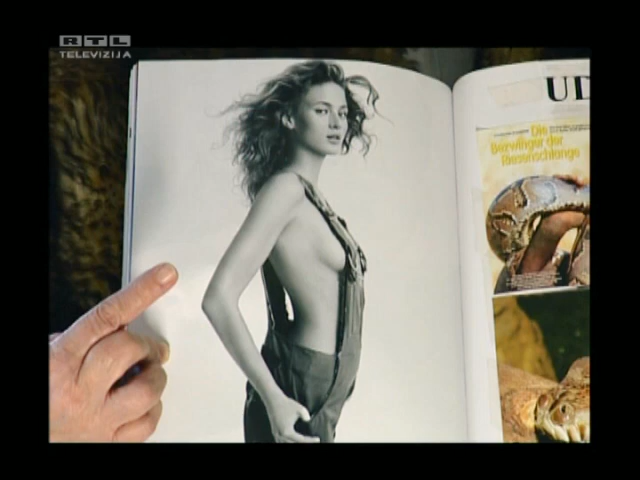 RTL
TELEVIZIJA
UD
Die
Bezwinger der
Riesenschlange